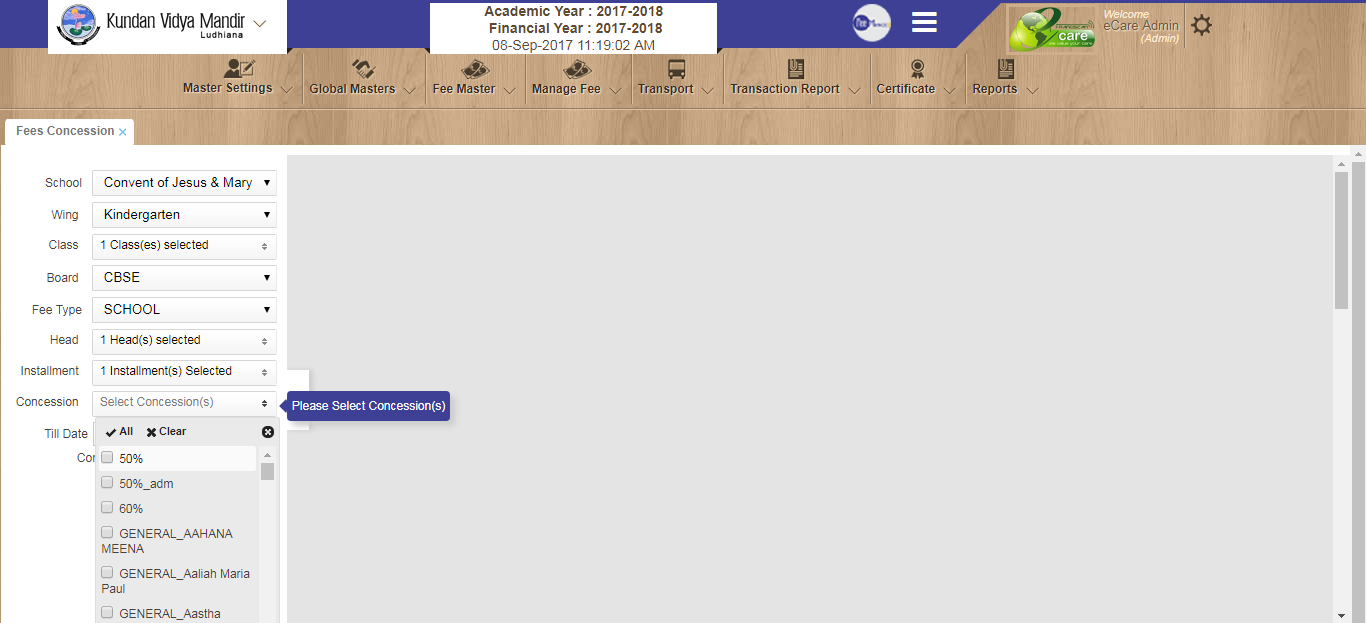 Kundan Vidya Mandir
Ludhiana
Academic Year : 2017-2018
Financial Year : 2017-2018
08-Sep-2017 11:19:02 AM
care
Welcome
eCare Admin
(Admin)
Master Settings
Global Masters
Fee Master
Manage Fee
Transport
Transaction Report
Certificate
Reports
Fees Concession ×
School Convent of Jesus & Mary
Wing Kindergarten
Class 1 Class(es) selected
Board CBSE
Fee Type SCHOOL
Head 1 Head(s) selected
Installment 1 Installment(s) Selected
Concession Select Concession(s) Please Select Concession(s)
Till Date All Clear
Cor 50%
50%_adm
60%
GENERAL_AAHANA
MEENA
GENERAL_Aaliah Maria
Paul
GENERAL_Aastha